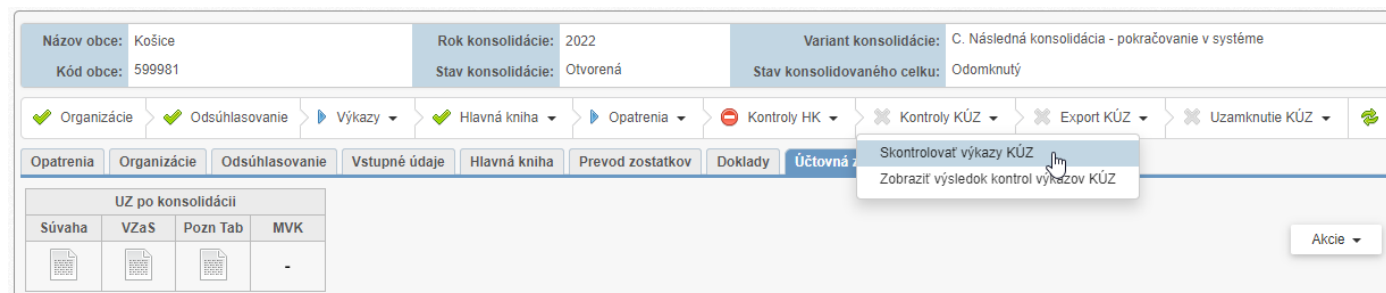 Názov obce: Košice Rok konsolidácie: 2022 Variant konsolidácie: C. Následná konsolidácia - pokračovanie v systéme
Kód obce: 599981 Stav konsolidácie: Otvorená Stav konsolidovaného celku: Odomknutý
Organizácie Odsúhlasovanie Výkazy Hlavná kniha Opatrenia Kontroly HK Kontroly KÚZ Export KÚZ Uzamknutie KÚZ
Opatrenia Organizácie Odsúhlasovanie Vstupné údaje Hlavná kniha Prevod zostatkov Doklady Účtovná
Skontrolovať výkazy KÚZ
Zobraziť výsledok kontrol výkazov KÚZ
UZ po konsolidácii
Súvaha VZaS Pozn Tab MVK
-
Akcie